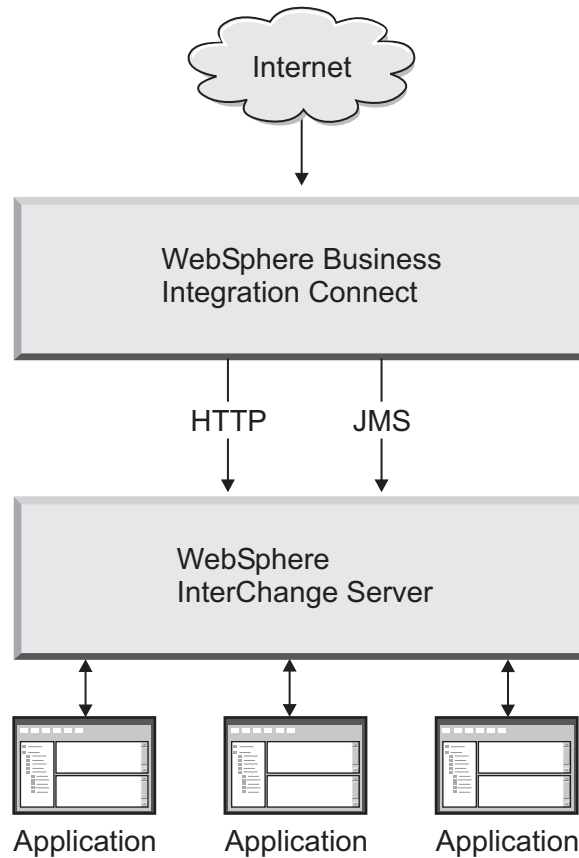 Internet
WebSphere Business
Integration Connect
HTTP JMS
WebSphere
InterChange Server
Application Application Application